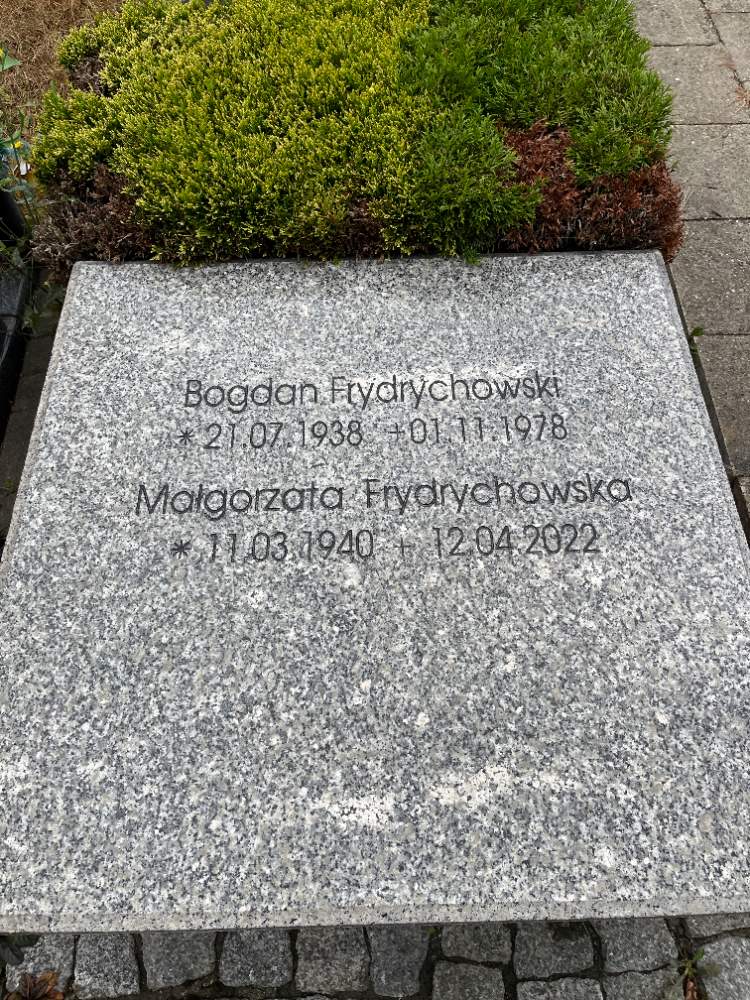 Bogdan Frydrychowski
* 21.07.1938 +01.11.1978
Małgorzata Frydrychowska
* 11.03.1940 + 12.04.2022